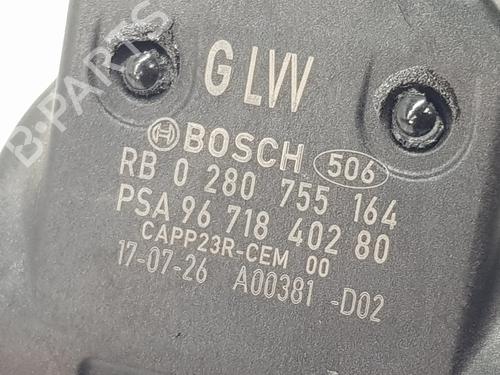 G LVV
BOSCH 506
RB 0 280 755 164
PSA 96 718 402 80
CAPP23R-CEM 00
17-07-26 A00381 -D02
B-PARTS